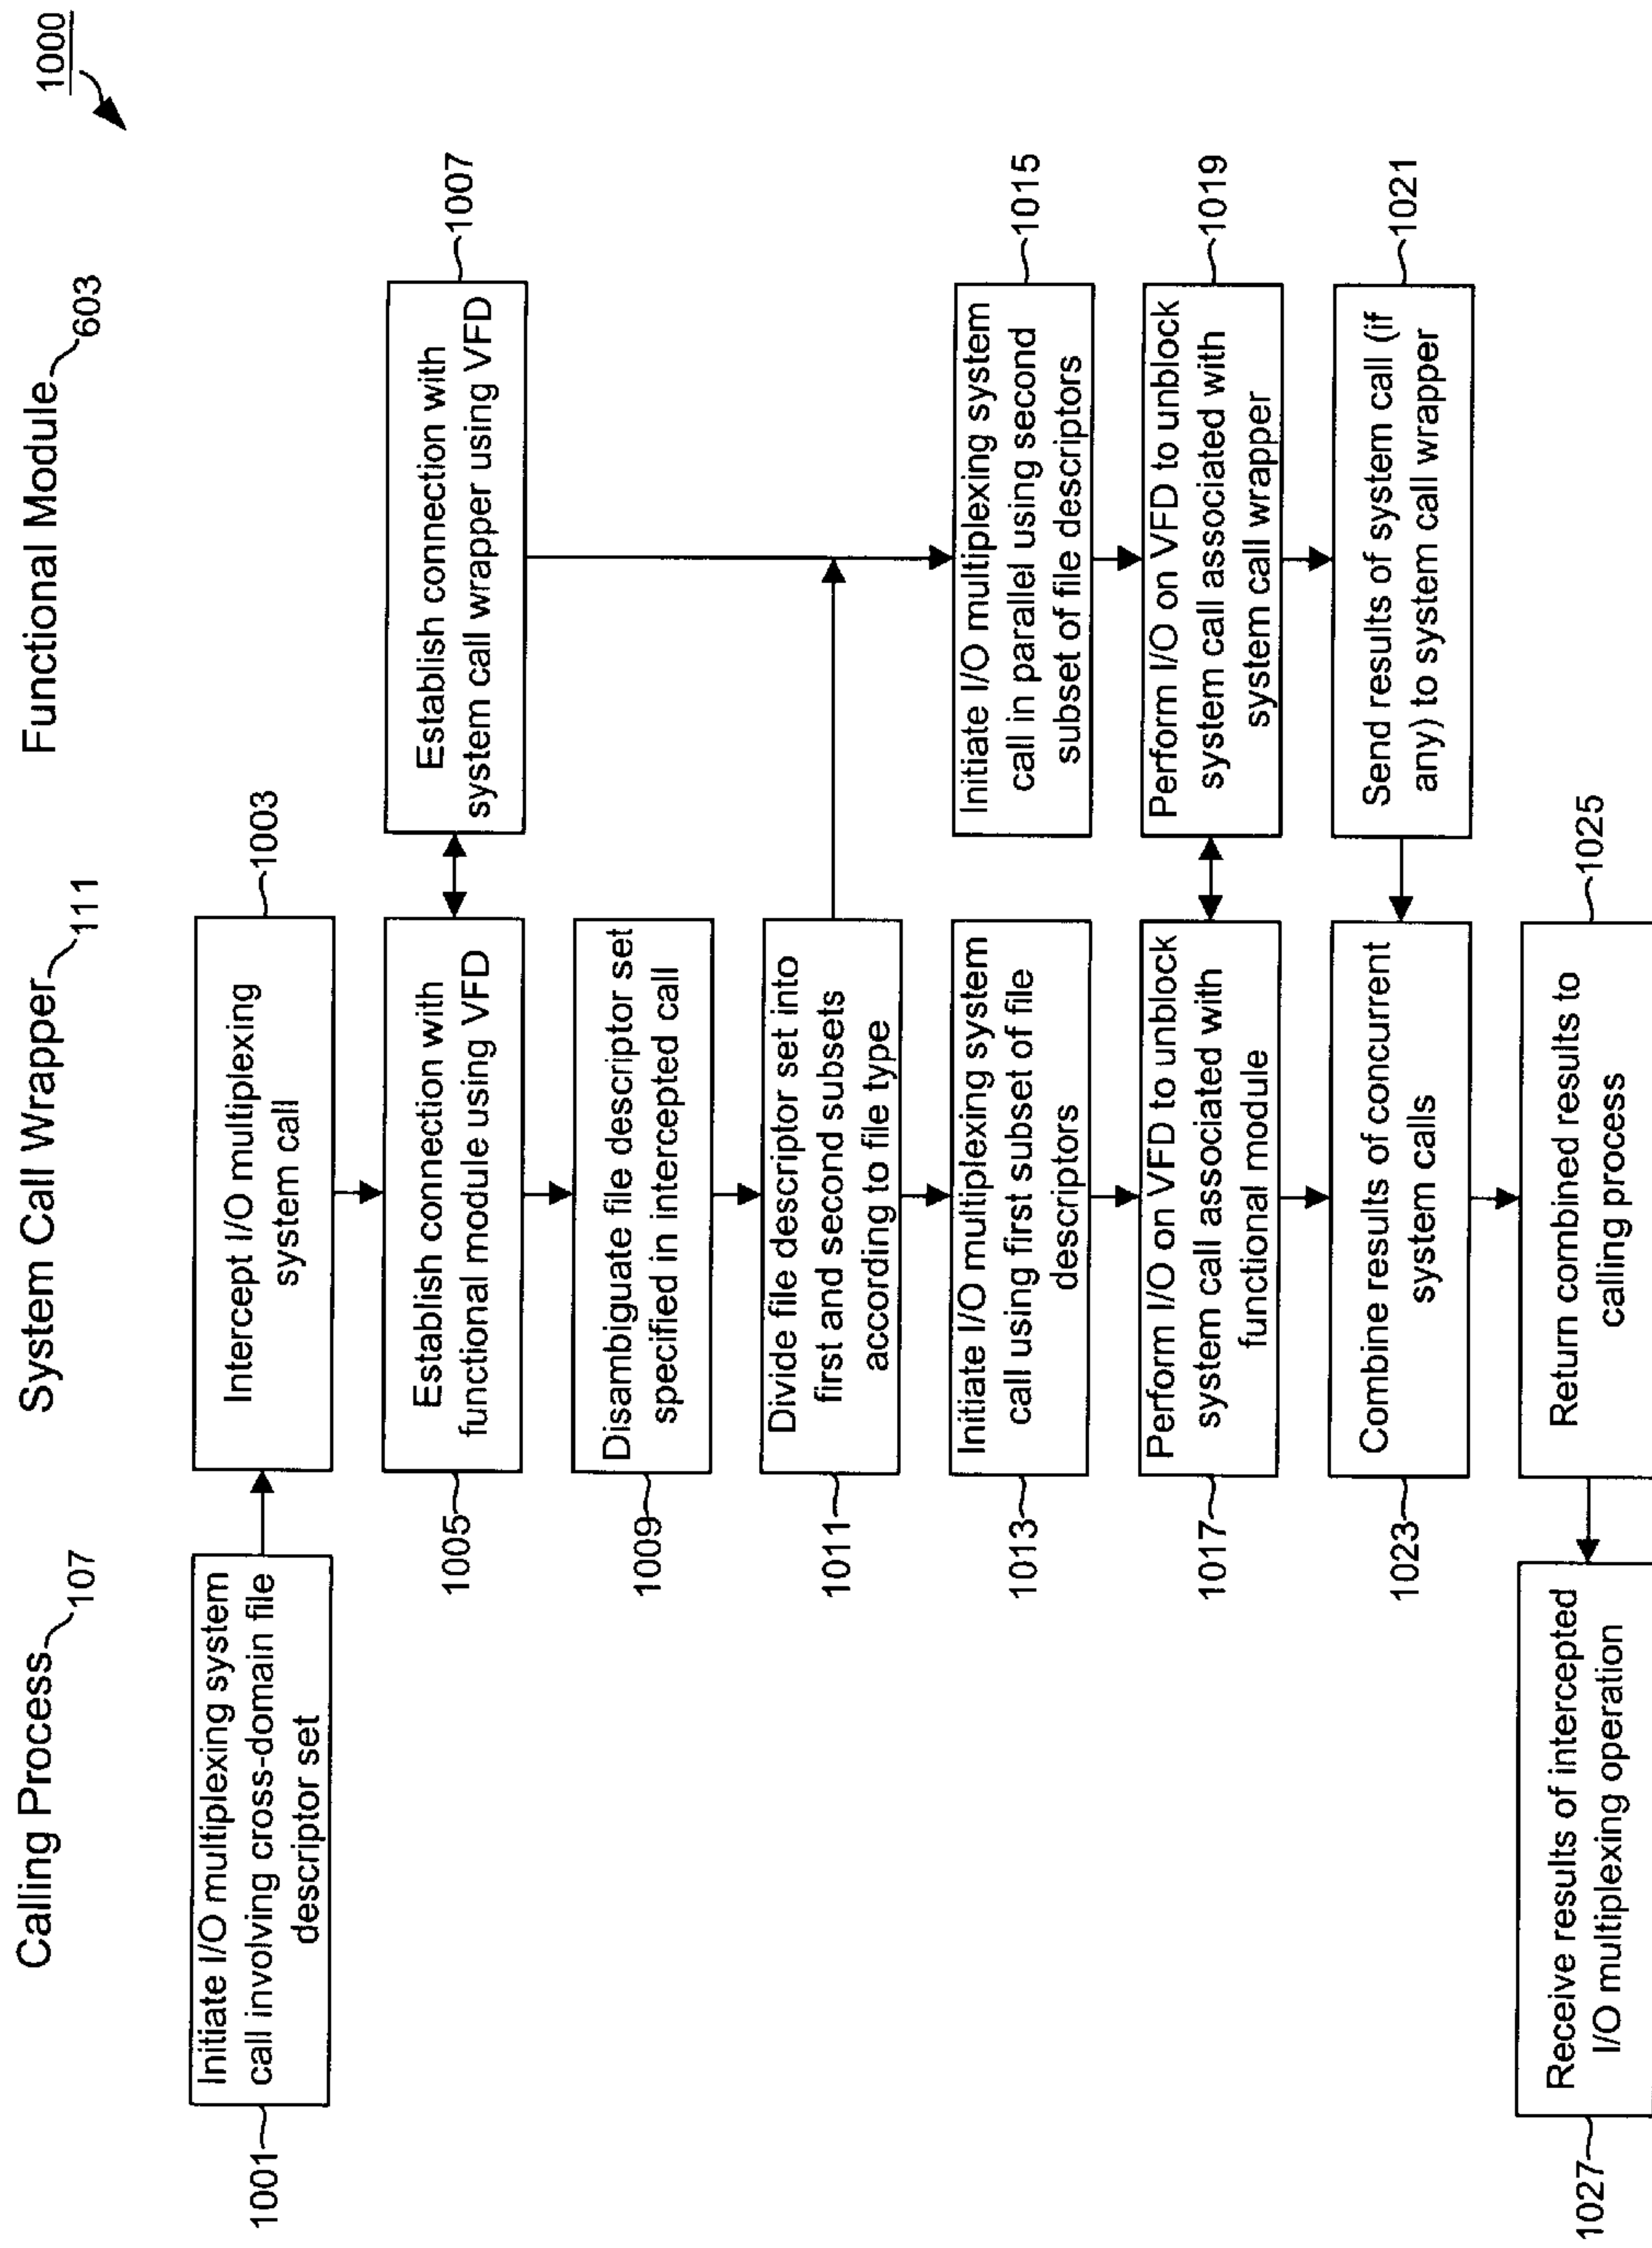 1000
Calling Process 107
System Call Wrapper 111
Functional Module 603
1001
Initiate I/O multiplexing system
call involving cross-domain file
descriptor set
Intercept I/O multiplexing
system call
1003
1005
Establish connection with
functional module using VFD
Establish connection with
system call wrapper using VFD
1007
1009
Disambiguate file descriptor set
specified in intercepted call
1011
Divide file descriptor set into
first and second subsets
according to file type
1013
Initiate I/O multiplexing system
call using first subset of file
descriptors
Initiate I/O multiplexing system
call in parallel using second
subset of file descriptors
1015
1017
Perform I/O on VFD to unblock
system call associated with
functional module
Perform I/O on VFD to unblock
system call associated with
system call wrapper
1019
1023
Combine results of concurrent
system calls
Send results of system call (if
any) to system call wrapper
1021
1027
Receive results of intercepted
I/O multiplexing operation
Return combined results to
calling process
1025